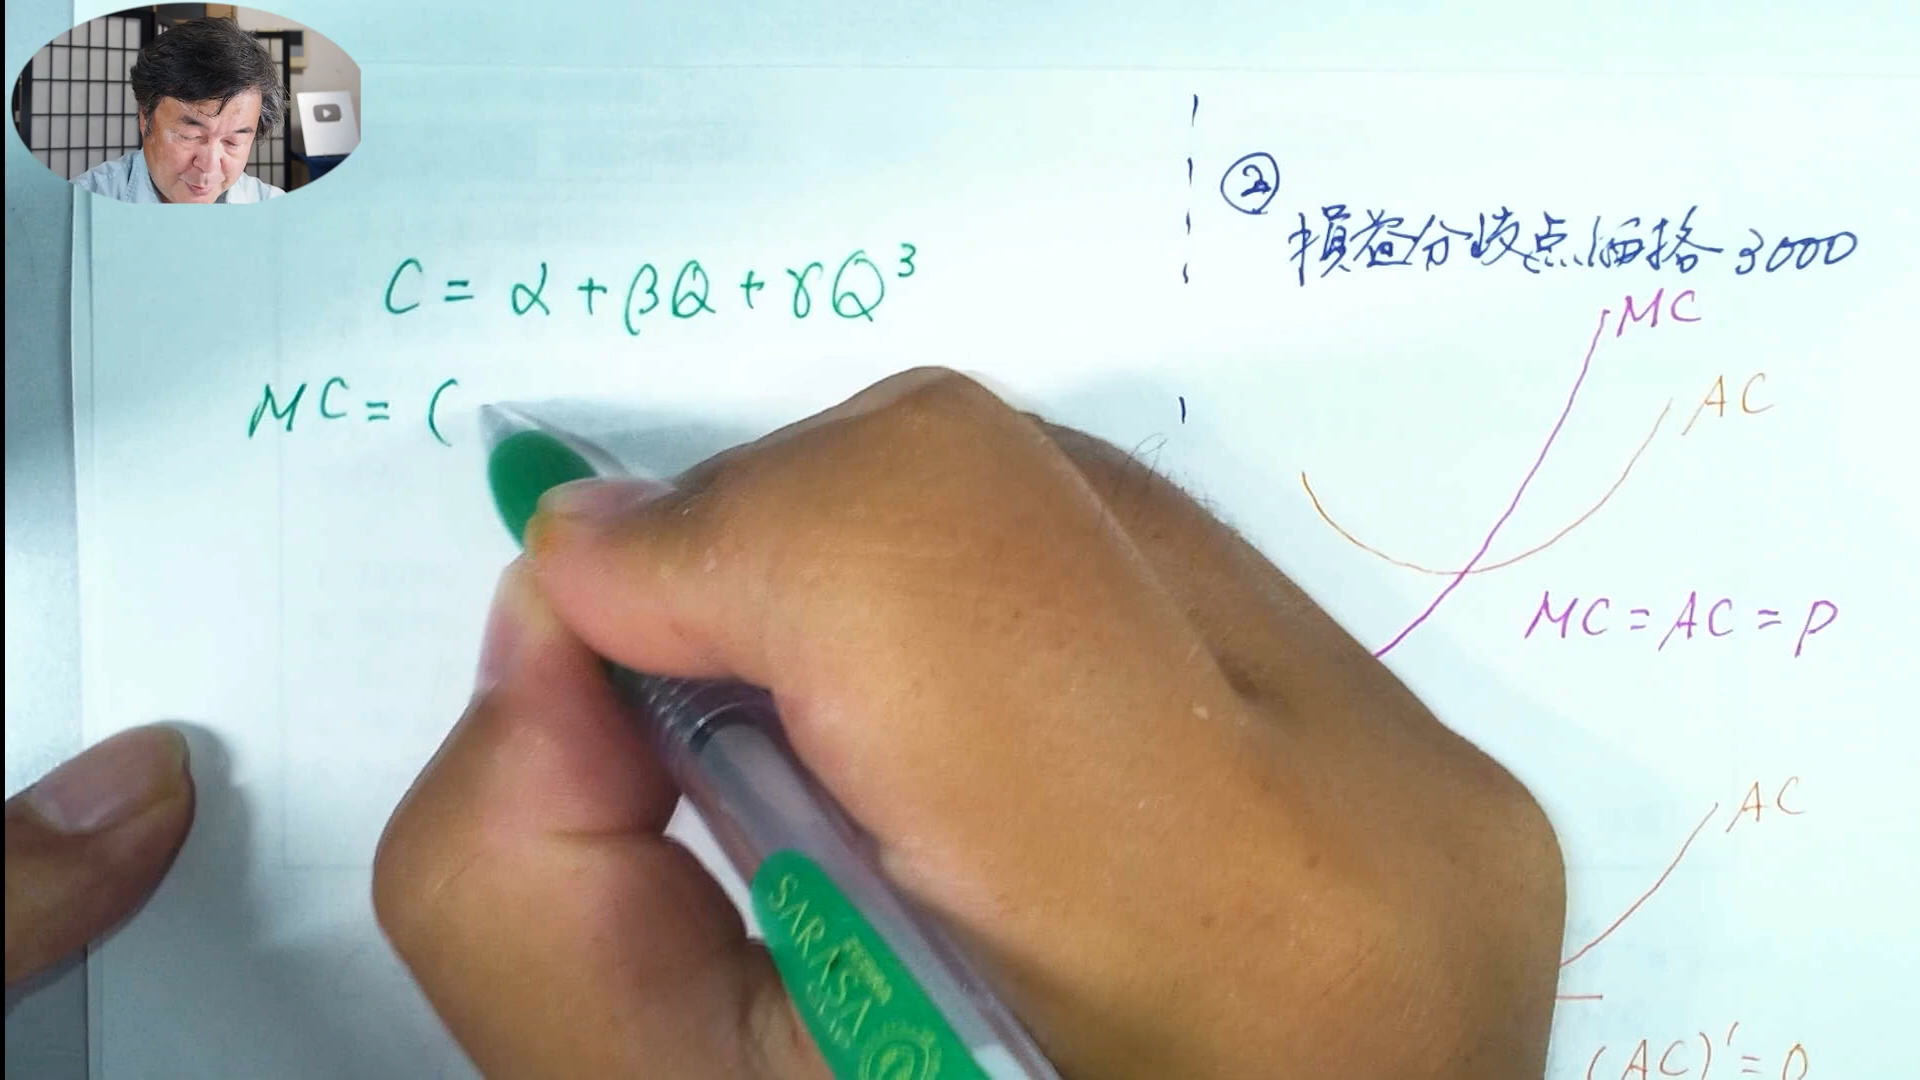 C = α + βQ + γQ³
MC = (
②
損益分岐点価格 3000
MC
AC
MC = AC = P
AC
(AC)' = 0
SARASA